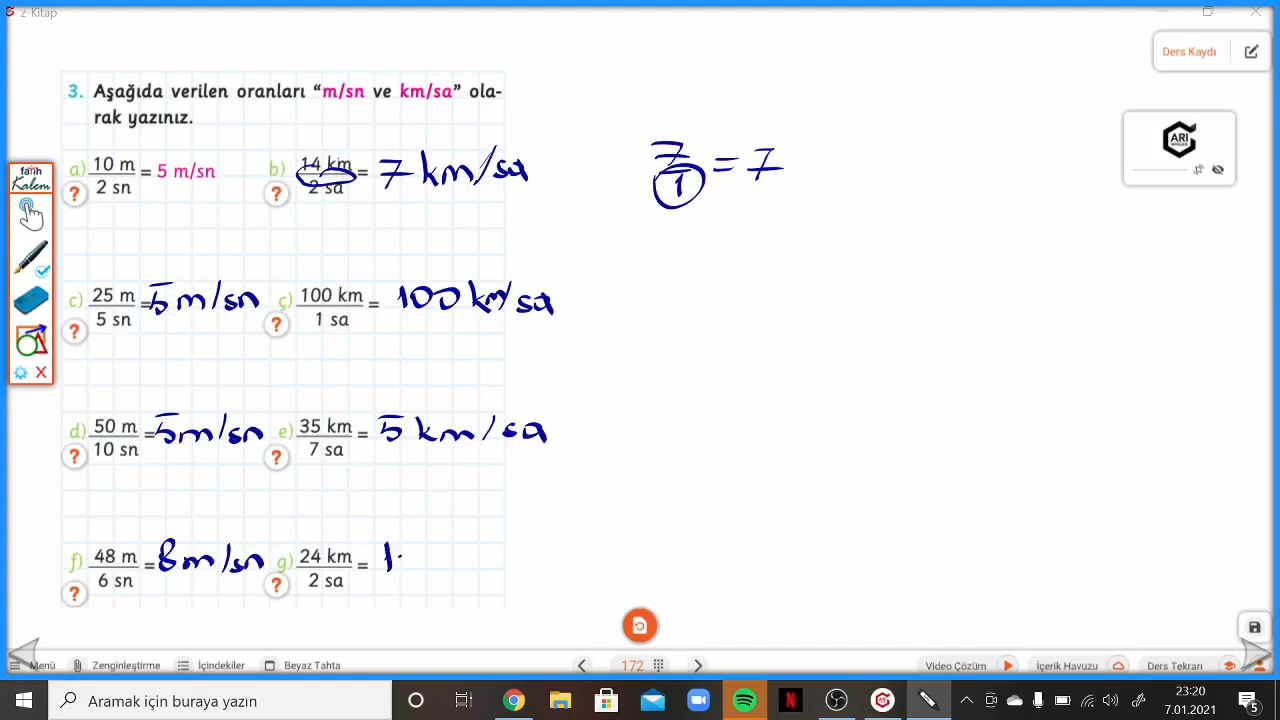 z-Kitap
Ders Kaydı
3. Aşağıda verilen oranları “m/sn ve km/sa” ola-
rak yazınız.
a) 10 m / 2 sn = 5 m/sn
b) 14 km / 2 sa = 7 km/sa
7/1 = 7
ARI
fatih
Kalem
c) 25 m / 5 sn = 5 m/sn
ç) 100 km / 1 sa = 100 km/sa
d) 50 m / 10 sn = 5 m/sn
e) 35 km / 7 sa = 5 km/sa
f) 48 m / 6 sn = 8 m/sn
g) 24 km / 2 sa = 1
Menü Zenginleştirme İçindekiler Beyaz Tahta 172 Video Çözüm İçerik Havuzu Ders Tekrarı
Aramak için buraya yazın
23:20
7.01.2021
5